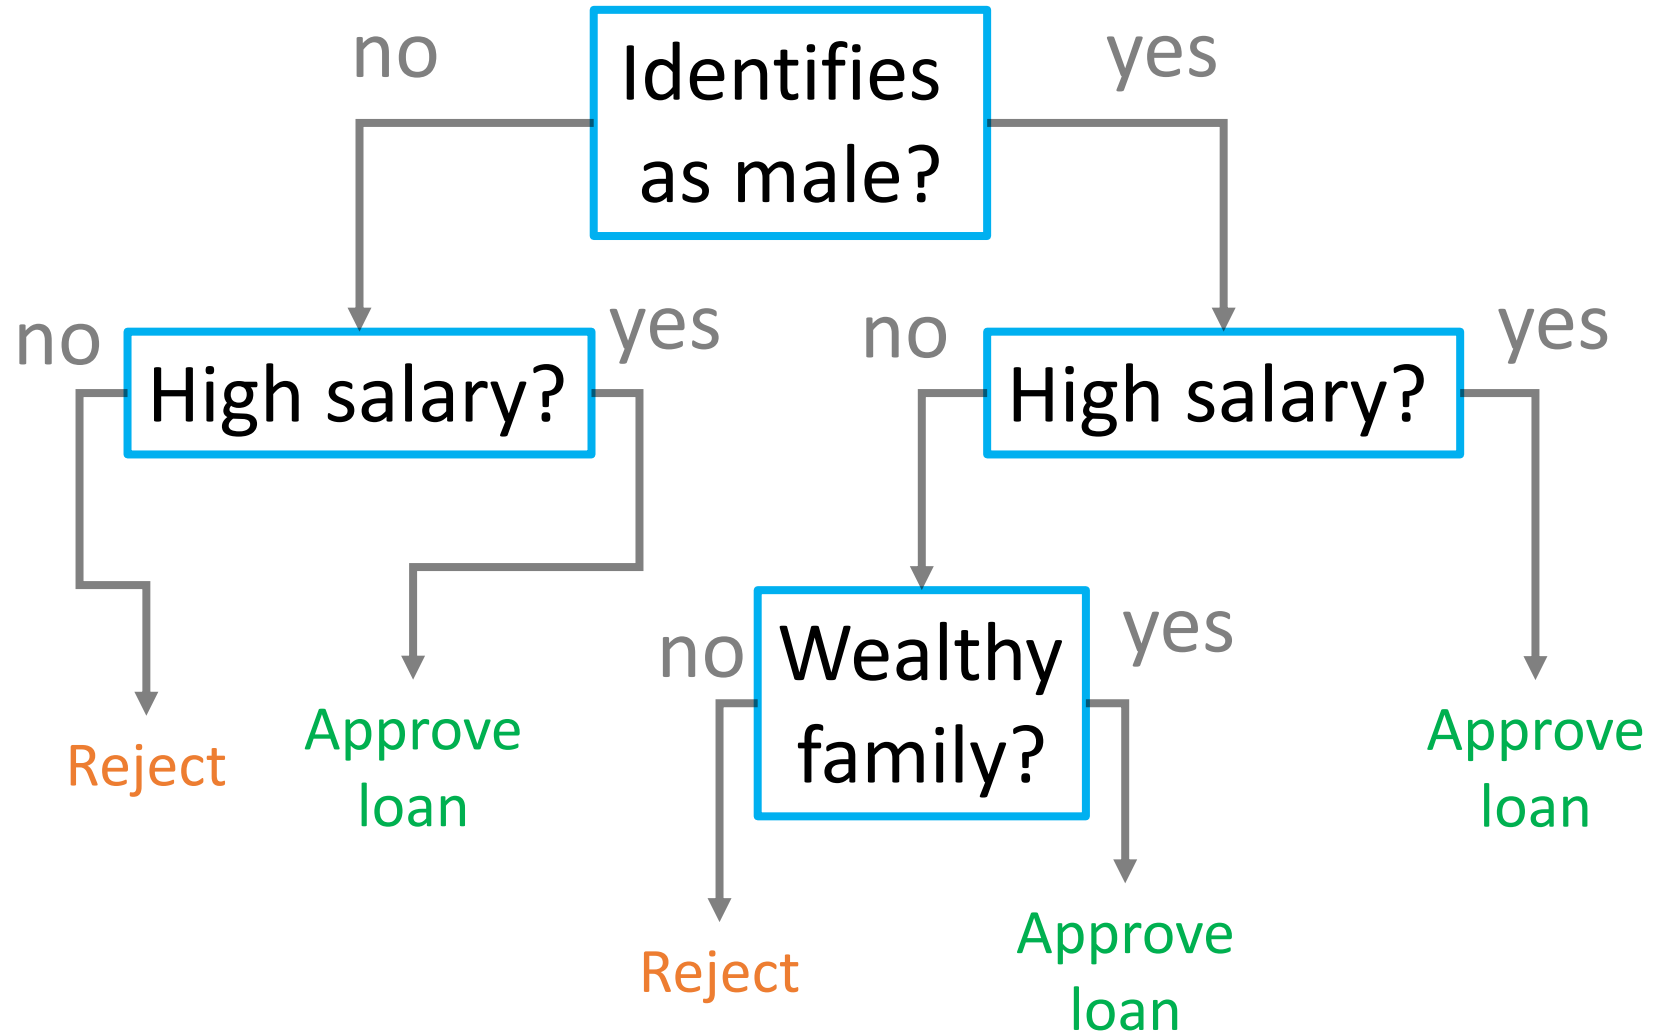 no
Identifies
as male?
yes
no
High salary?
yes
no
High salary?
yes
no
Wealthy
family?
yes
Reject
Approve
loan
Approve
loan
Reject
Approve
loan